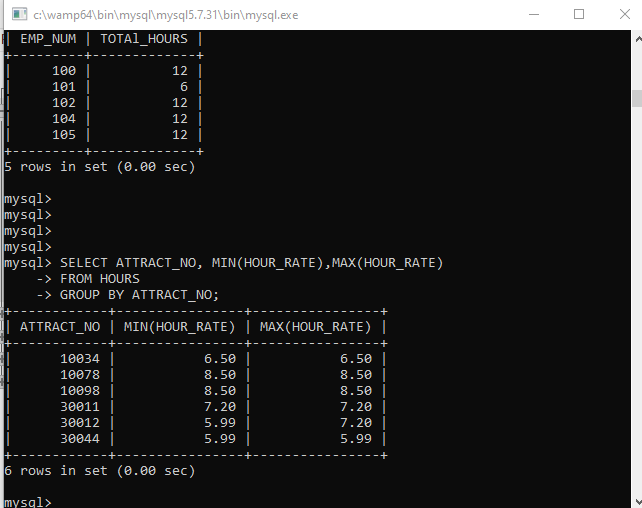 c:\wamp64\bin\mysql\mysql5.7.31\bin\mysql.exe
| EMP_NUM | TOTAl_HOURS |
+---------+-------------+
|     100 |          12 |
|     101 |           6 |
|     102 |          12 |
|     104 |          12 |
|     105 |          12 |
+---------+-------------+
5 rows in set (0.00 sec)
mysql>
mysql>
mysql>
mysql>
mysql> SELECT ATTRACT_NO, MIN(HOUR_RATE),MAX(HOUR_RATE)
    -> FROM HOURS
    -> GROUP BY ATTRACT_NO;
+------------+----------------+----------------+
| ATTRACT_NO | MIN(HOUR_RATE) | MAX(HOUR_RATE) |
+------------+----------------+----------------+
|      10034 |           6.50 |           6.50 |
|      10078 |           8.50 |           8.50 |
|      10098 |           8.50 |           8.50 |
|      30011 |           7.20 |           7.20 |
|      30012 |           5.99 |           7.20 |
|      30044 |           5.99 |           5.99 |
+------------+----------------+----------------+
6 rows in set (0.00 sec)
mysql>